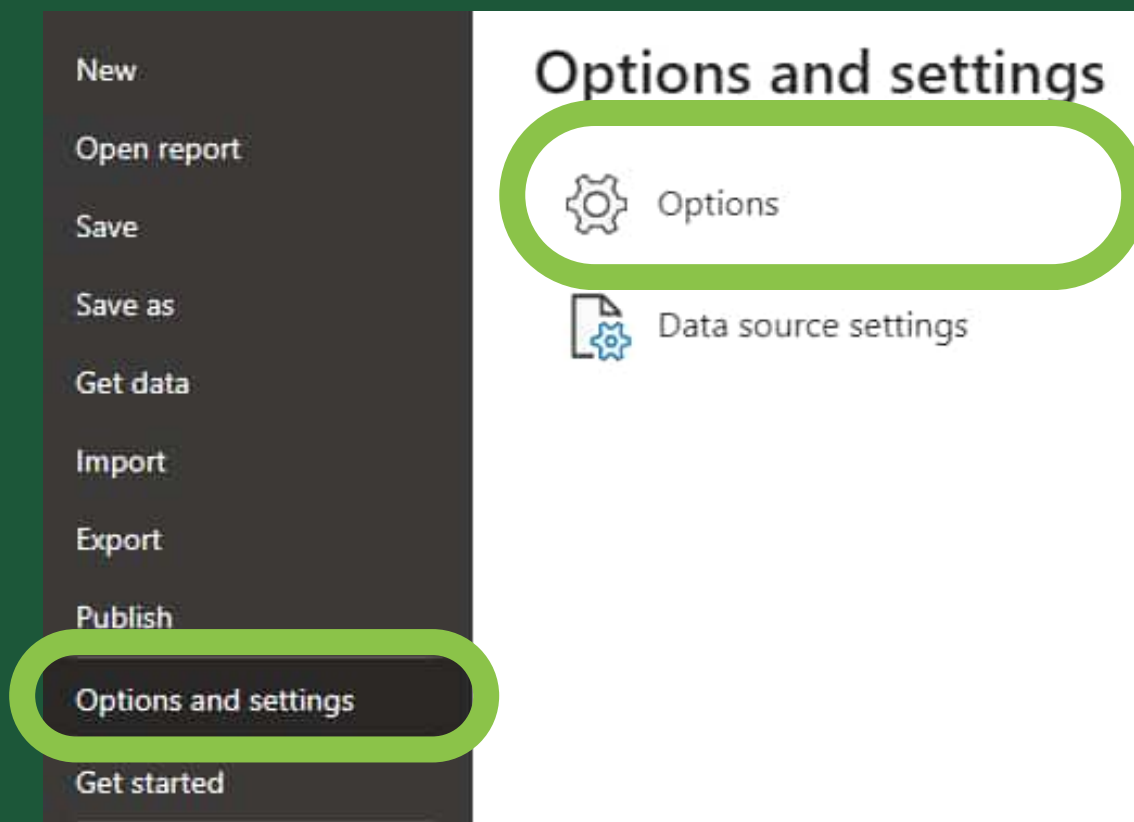 New
Open report
Save
Save as
Get data
Import
Export
Publish
Options and settings
Get started
Options and settings
Options
Data source settings